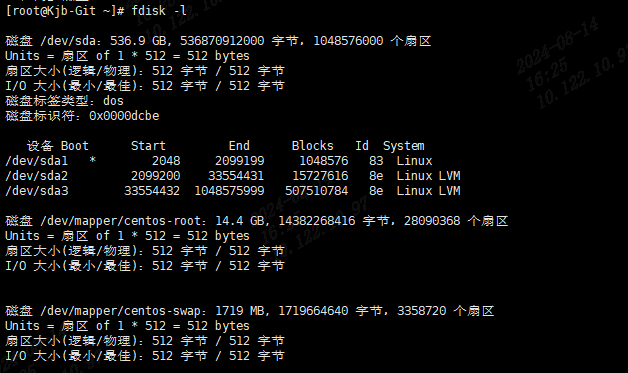 [root@Kjb-Git ~]# fdisk -l
磁盘 /dev/sda：536.9 GB, 536870912000 字节，1048576000 个扇区
Units = 扇区 of 1 * 512 = 512 bytes
扇区大小(逻辑/物理)：512 字节 / 512 字节
I/O 大小(最小/最佳)：512 字节 / 512 字节
磁盘标签类型：dos
磁盘标识符：0x0000dcbe
设备 Boot      Start         End      Blocks   Id  System
/dev/sda1   *        2048     2099199     1048576   83  Linux
/dev/sda2         2099200    33554431    15727616   8e  Linux LVM
/dev/sda3        33554432  1048575999   507510784   8e  Linux LVM
磁盘 /dev/mapper/centos-root：14.4 GB, 14382268416 字节，28090368 个扇区
Units = 扇区 of 1 * 512 = 512 bytes
扇区大小(逻辑/物理)：512 字节 / 512 字节
I/O 大小(最小/最佳)：512 字节 / 512 字节
磁盘 /dev/mapper/centos-swap：1719 MB, 1719664640 字节，3358720 个扇区
Units = 扇区 of 1 * 512 = 512 bytes
扇区大小(逻辑/物理)：512 字节 / 512 字节
I/O 大小(最小/最佳)：512 字节 / 512 字节
2024-08-14
16:25